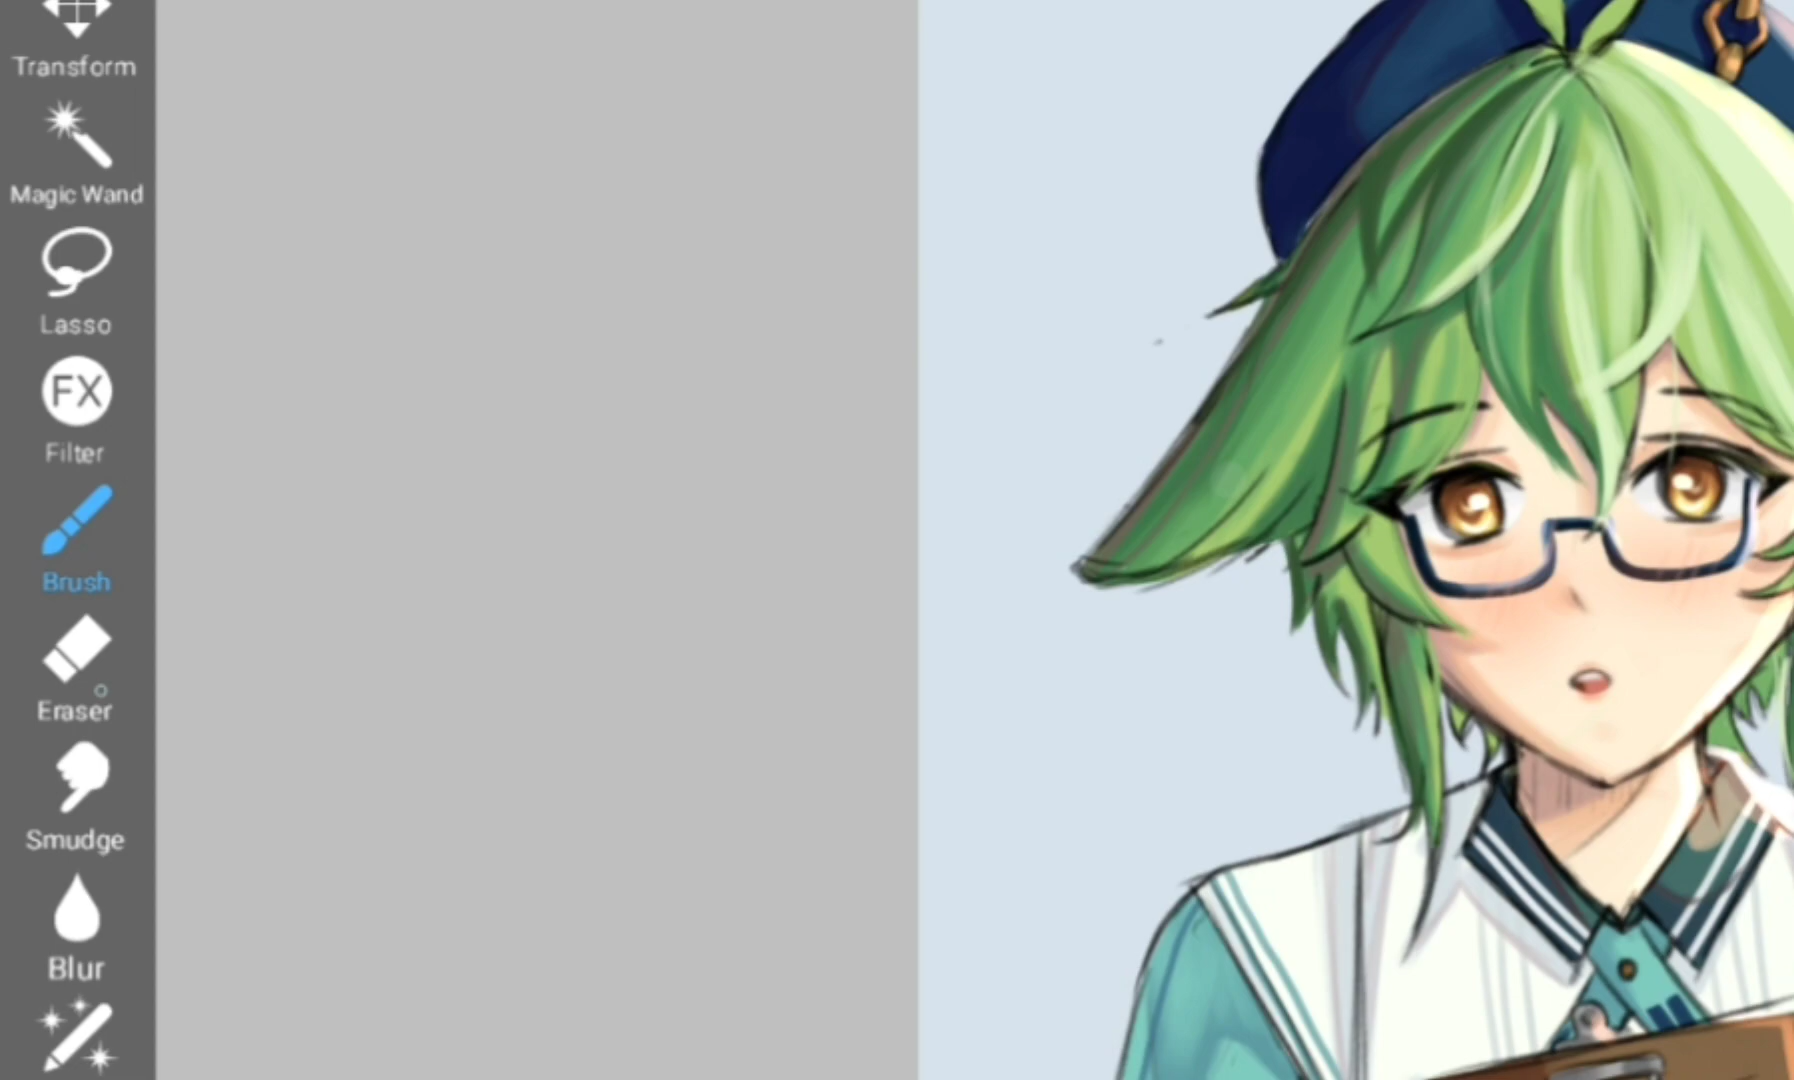 Transform
Magic Wand
Lasso
FX
Filter
Brush
Eraser
Smudge
Blur